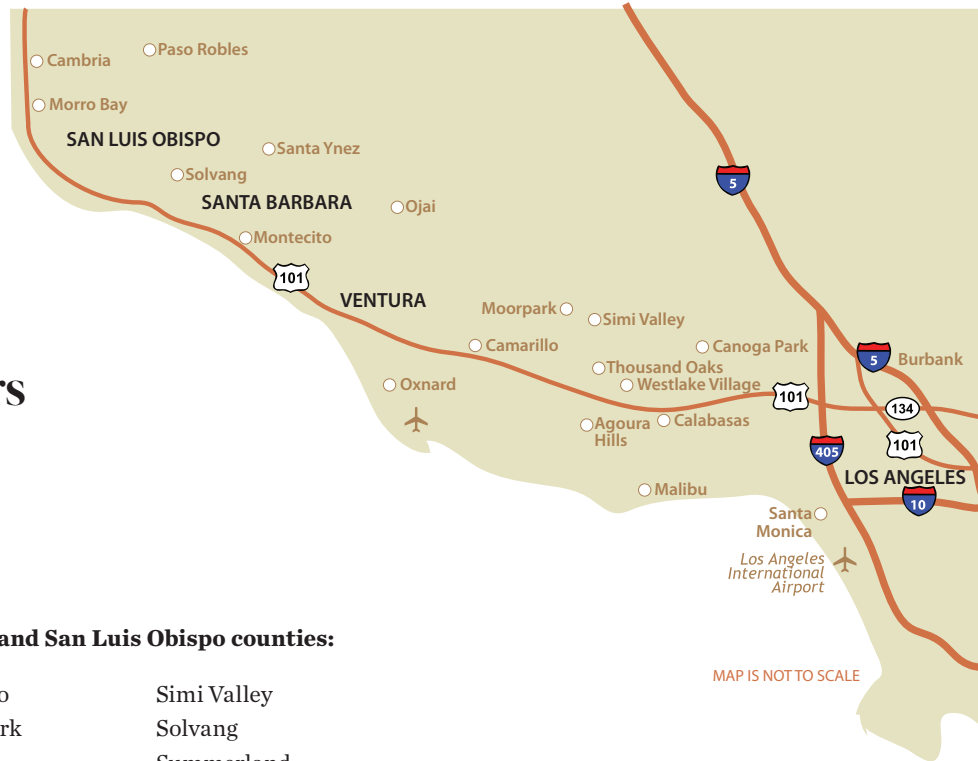 Paso Robles
Cambria
Morro Bay
SAN LUIS OBISPO
Santa Ynez
Solvang
SANTA BARBARA
Ojai
Montecito
101
5
VENTURA
Moorpark
Simi Valley
Camarillo
Canoga Park
5
Burbank
Thousand Oaks
Westlake Village
Oxnard
101
134
Agoura
Hills
Calabasas
101
405
LOS ANGELES
10
Malibu
Santa
Monica
Los Angeles
International
Airport
rs
and San Luis Obispo counties:
MAP IS NOT TO SCALE
o
Simi Valley
rk
Solvang
Summerland